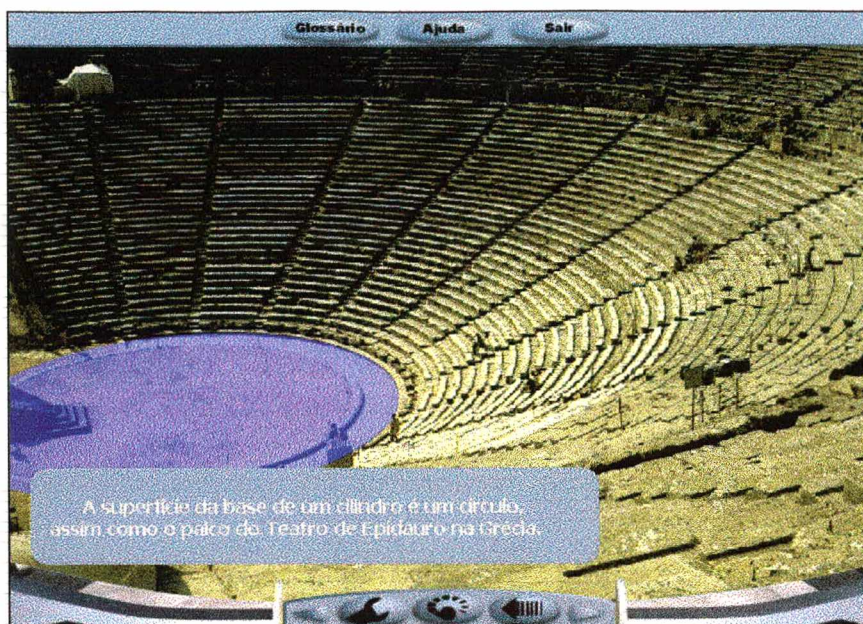 Glossário Ajuda Sair
A superfície da base de um cilindro é um círculo,
assim como o palco do Teatro de Epidauro na Grécia.